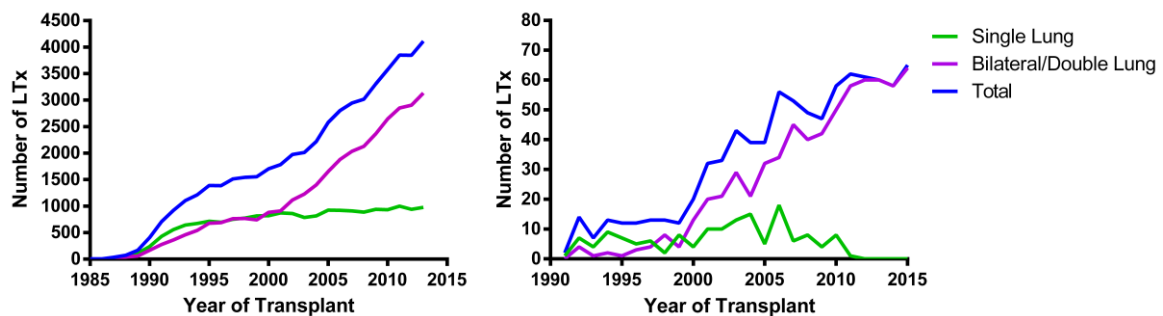 Number of LTx
4500
4000
3500
3000
2500
2000
1500
1000
500
0
1985 1990 1995 2000 2005 2010 2015
Year of Transplant
Number of LTx
80
70
60
50
40
30
20
10
0
1990 1995 2000 2005 2010 2015
Year of Transplant
Single Lung
Bilateral/Double Lung
Total